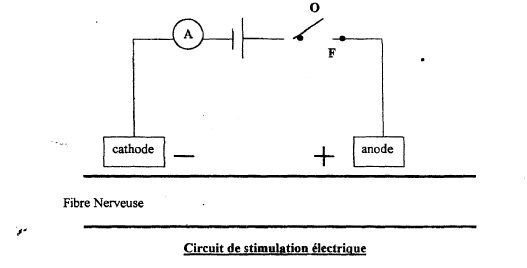 O
A
F
cathode
−
+
anode
Fibre Nerveuse
Circuit de stimulation électrique